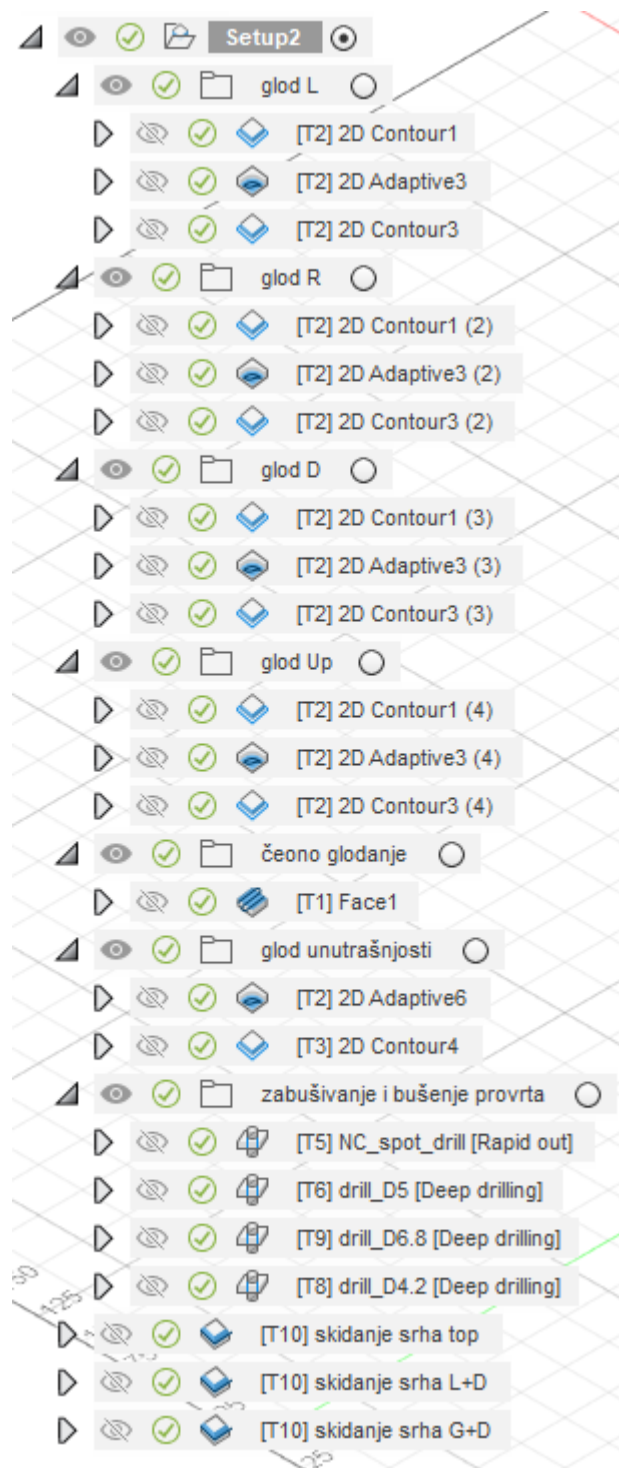 Setup2
glod L
[T2] 2D Contour1
[T2] 2D Adaptive3
[T2] 2D Contour3
glod R
[T2] 2D Contour1 (2)
[T2] 2D Adaptive3 (2)
[T2] 2D Contour3 (2)
glod D
[T2] 2D Contour1 (3)
[T2] 2D Adaptive3 (3)
[T2] 2D Contour3 (3)
glod Up
[T2] 2D Contour1 (4)
[T2] 2D Adaptive3 (4)
[T2] 2D Contour3 (4)
čeono glodanje
[T1] Face1
glod unutrašnjosti
[T2] 2D Adaptive6
[T3] 2D Contour4
zabušivanje i bušenje provrta
[T5] NC_spot_drill [Rapid out]
[T6] drill_D5 [Deep drilling]
[T9] drill_D6.8 [Deep drilling]
[T8] drill_D4.2 [Deep drilling]
125
[T10] skidanje srha top
[T10] skidanje srha L+D
[T10] skidanje srha G+D
25